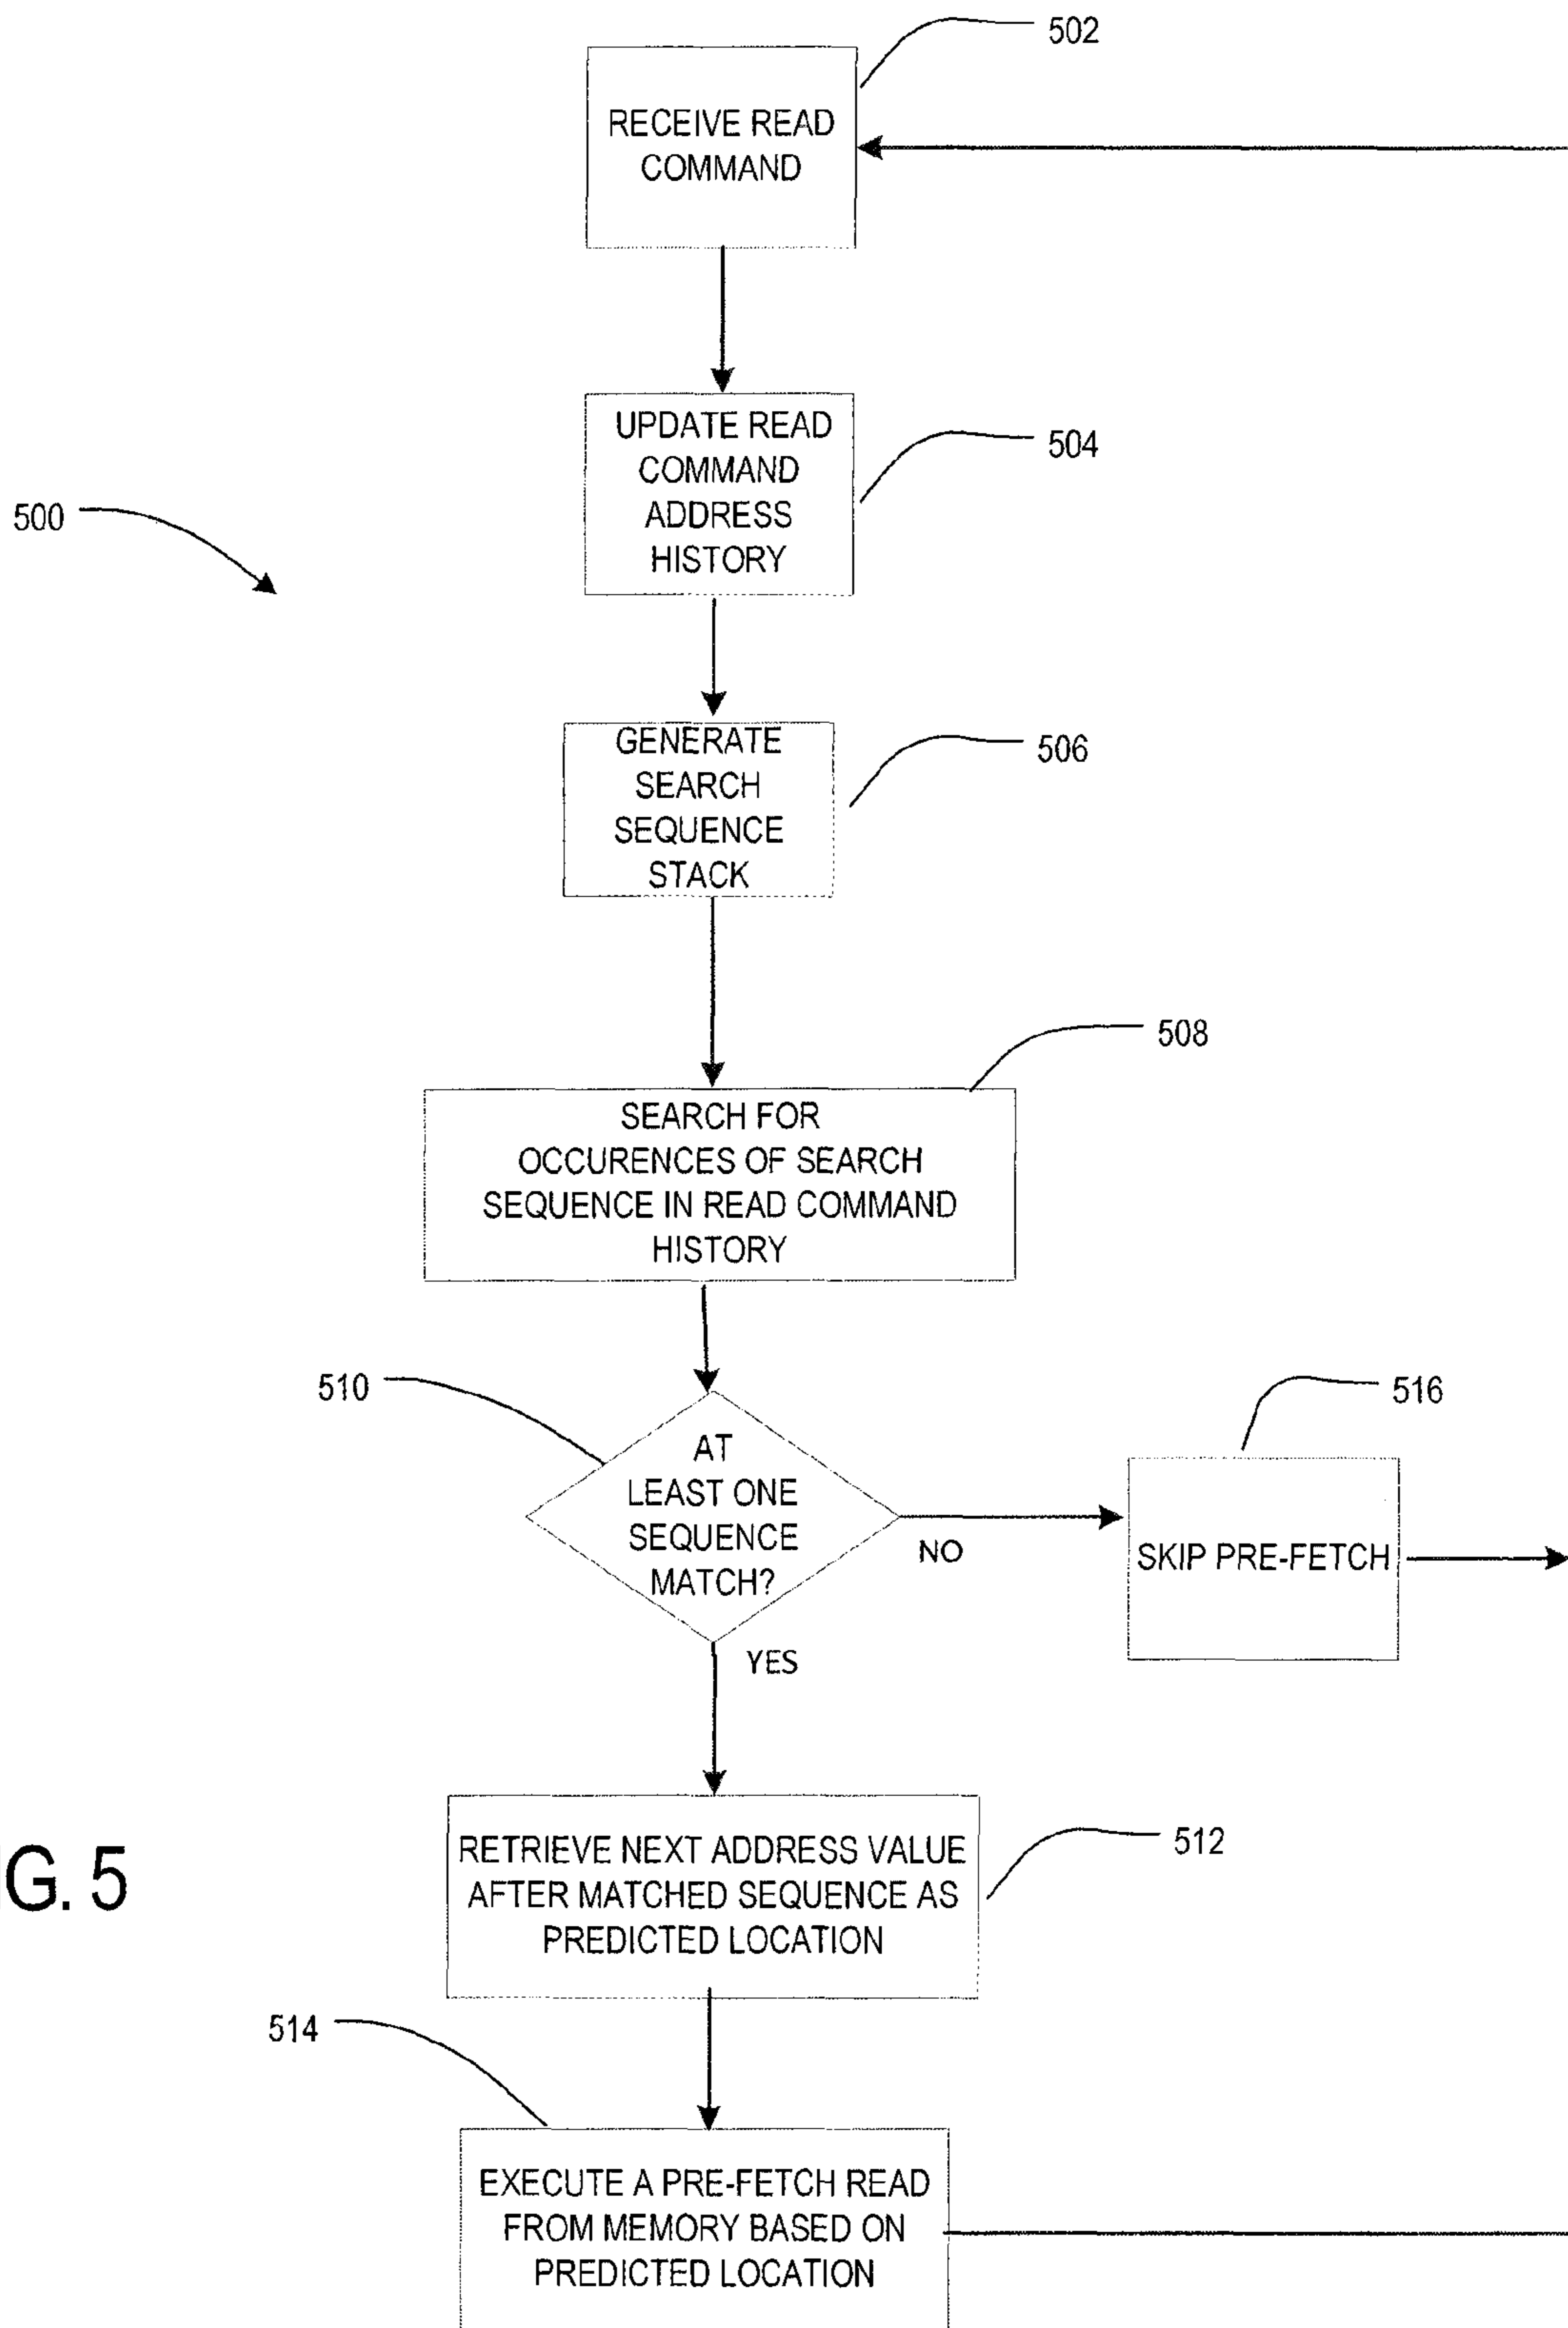 502
RECEIVE READ
COMMAND
UPDATE READ
COMMAND
ADDRESS
HISTORY
504
500
GENERATE
SEARCH
SEQUENCE
STACK
506
508
SEARCH FOR
OCCURENCES OF SEARCH
SEQUENCE IN READ COMMAND
HISTORY
510
516
AT
LEAST ONE
SEQUENCE
MATCH?
NO
SKIP PRE-FETCH
YES
RETRIEVE NEXT ADDRESS VALUE
AFTER MATCHED SEQUENCE AS
PREDICTED LOCATION
512
G. 5
514
EXECUTE A PRE-FETCH READ
FROM MEMORY BASED ON
PREDICTED LOCATION